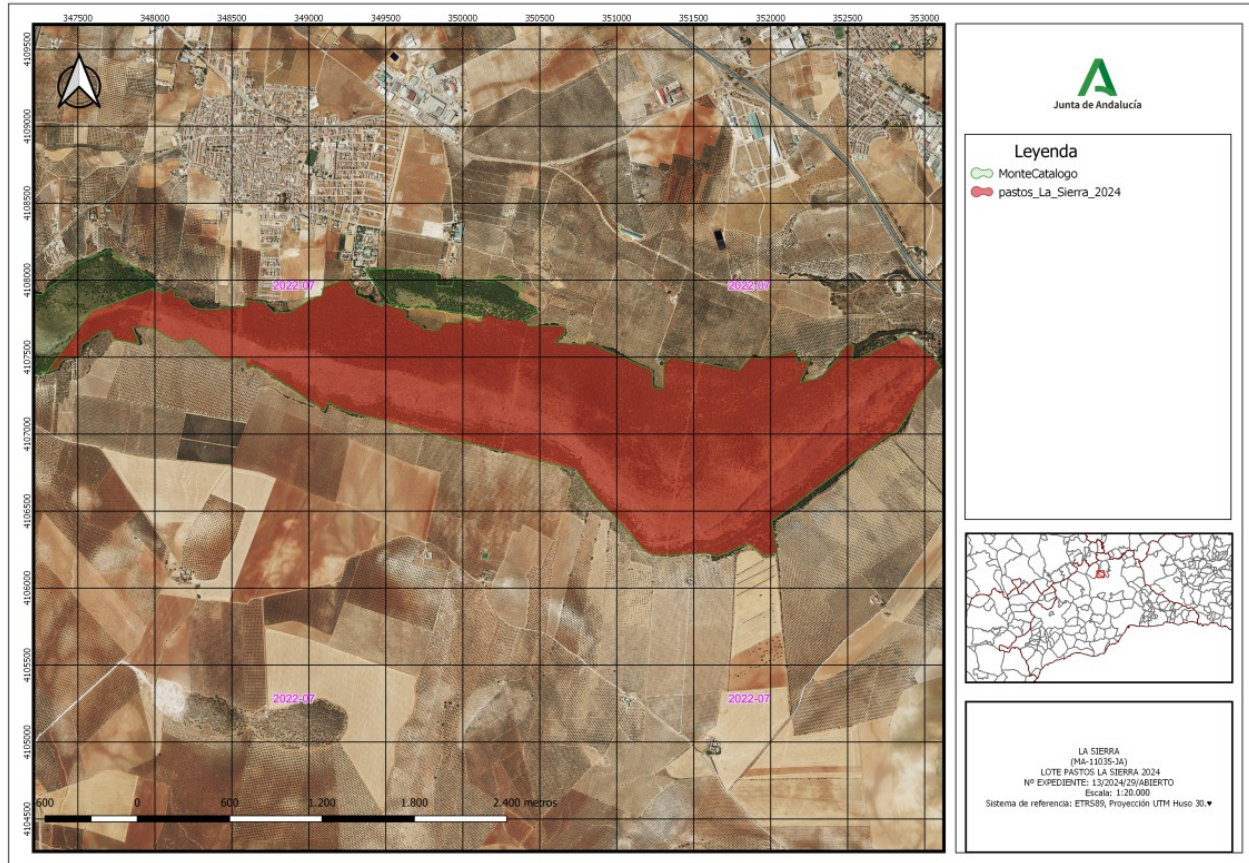 347500 348000 348500 349000 349500 350000 350500 351000 351500 352000 352500 353000
4109500
4109000
4108500
4108000
4107500
4107000
4106500
4106000
4105500
4105000
4104500
2022-07 2022-07
2022-07 2022-07
600 0 600 1.200 1.800 2.400 metros
Junta de Andalucía
Leyenda
MonteCatalogo
pastos_La_Sierra_2024
LA SIERRA
(MA-11035-JA)
LOTE PASTOS LA SIERRA 2024
Nº EXPEDIENTE: 13/2024/29/ABIERTO
Escala: 1:20.000
Sistema de referencia: ETRS89, Proyección UTM Huso 30.♥